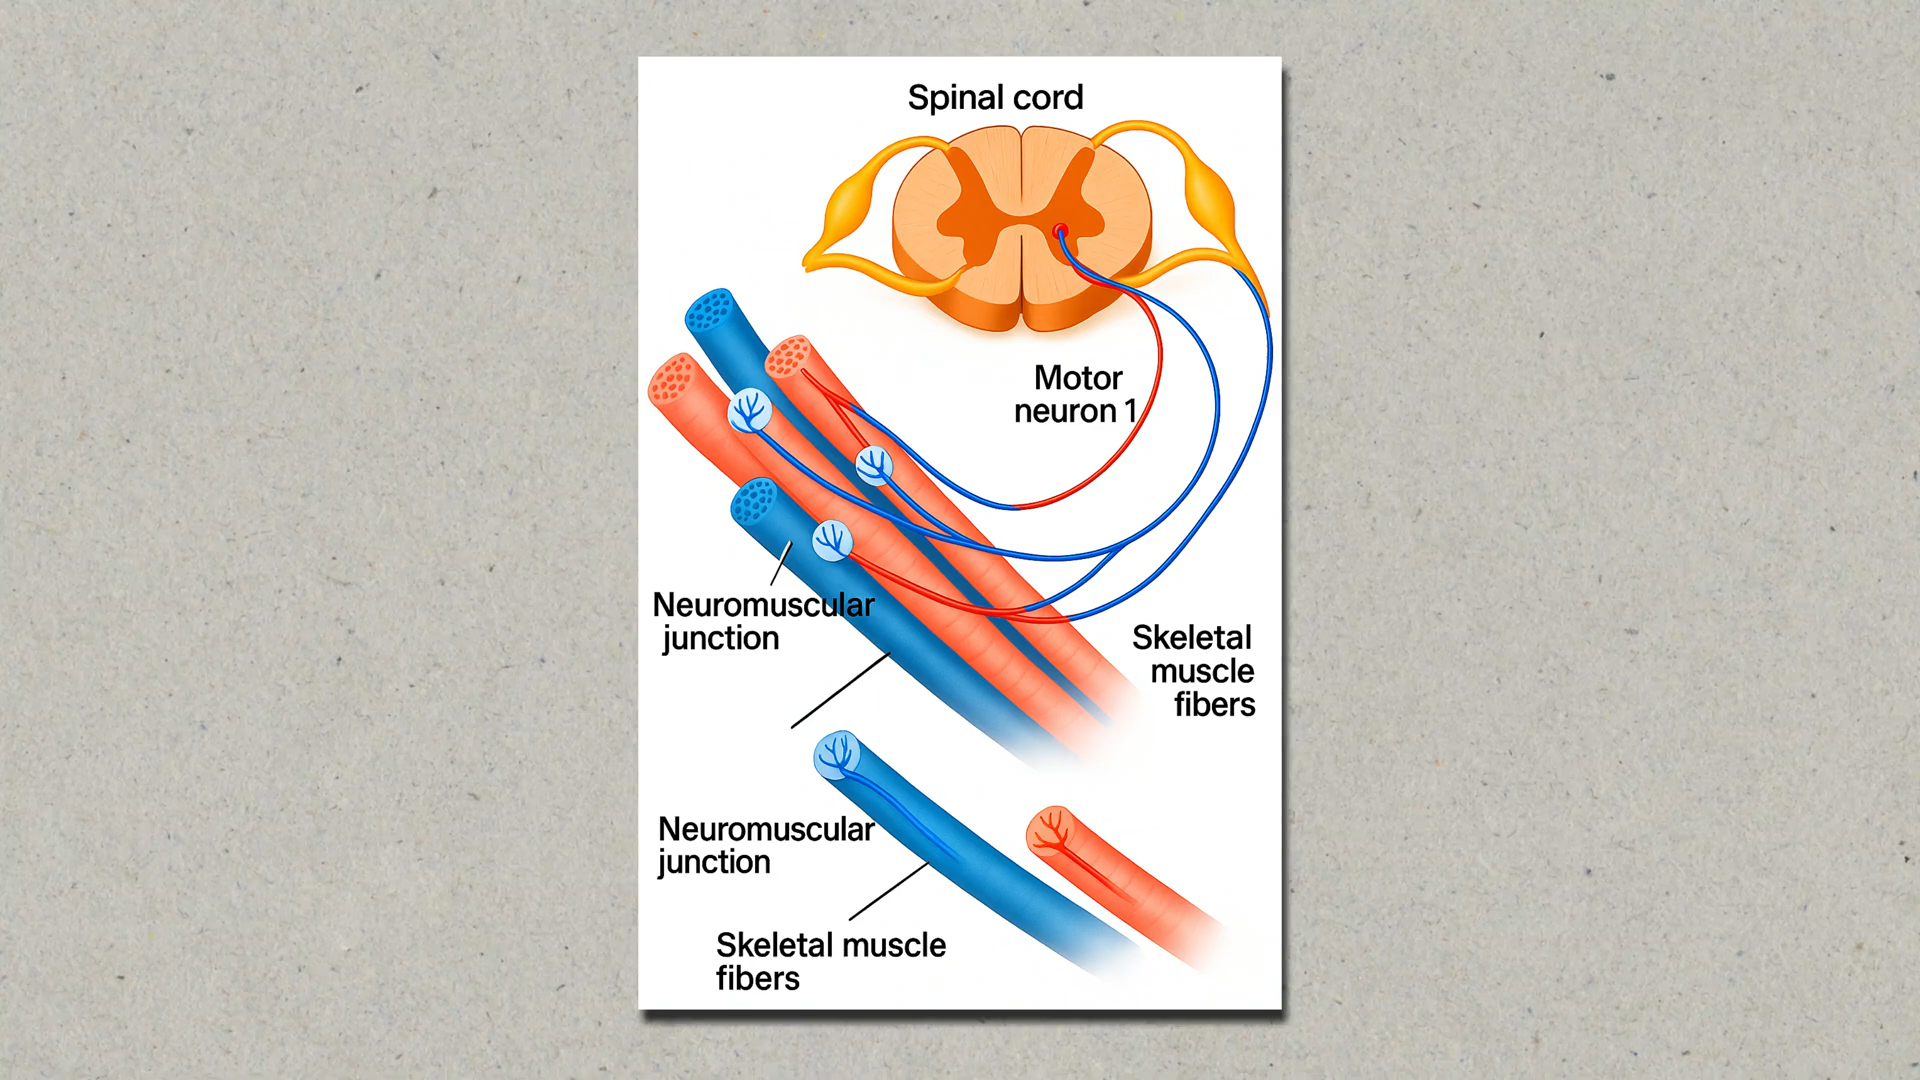 Spinal cord
Motor
neuron 1
Neuromuscular
junction
Skeletal
muscle
fibers
Neuromuscular
junction
Skeletal muscle
fibers